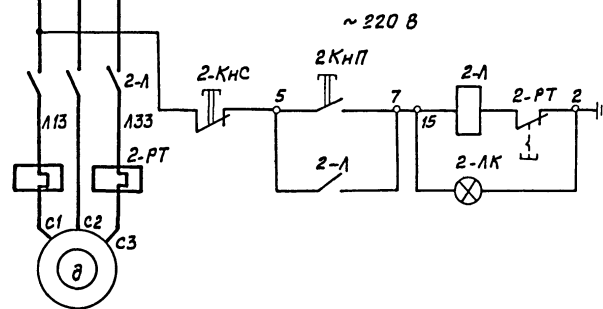 ~ 220 В
2-КнС
2КнП
2-Л
2-РТ
5
7
15
2
2-Л
Л13
Л33
2-РТ
2-Л
2-ЛК
С1
С2
С3
д